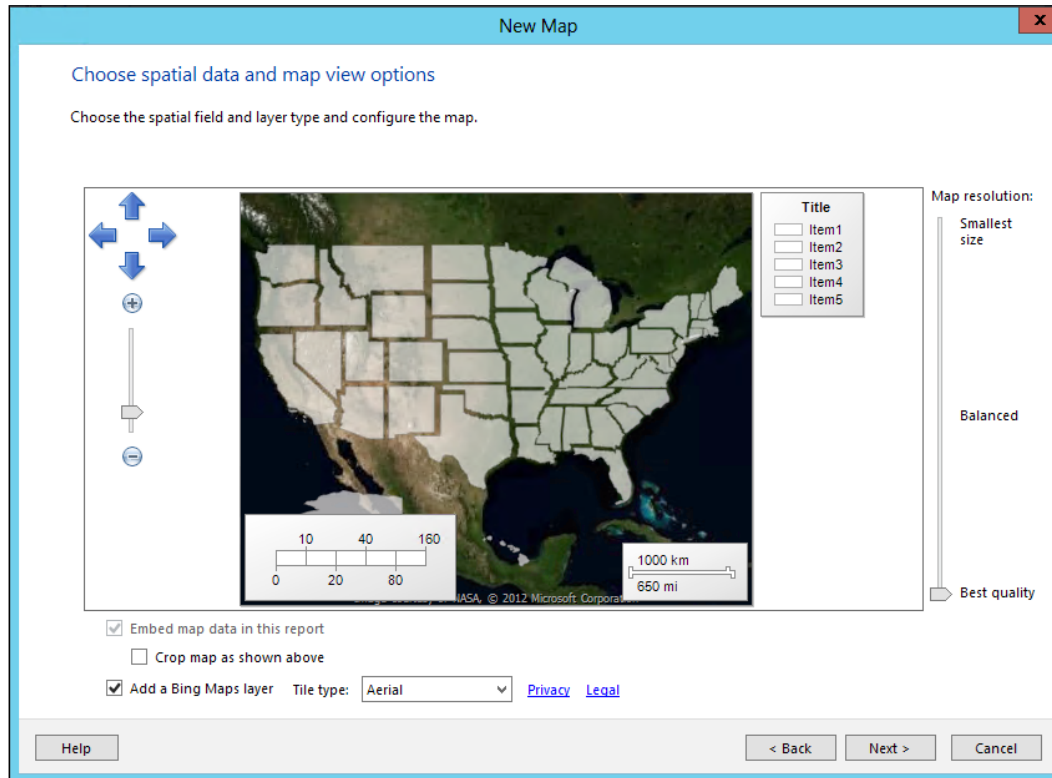 New Map
x
Choose spatial data and map view options
Choose the spatial field and layer type and configure the map.
Map resolution:
Smallest
size
Balanced
Best quality
Title
Item1
Item2
Item3
Item4
Item5
10 40 160
0 20 80
1000 km
650 mi
NASA, © 2012 Microsoft
Embed map data in this report
Crop map as shown above
Add a Bing Maps layer Tile type: Aerial Privacy Legal
Help < Back Next > Cancel